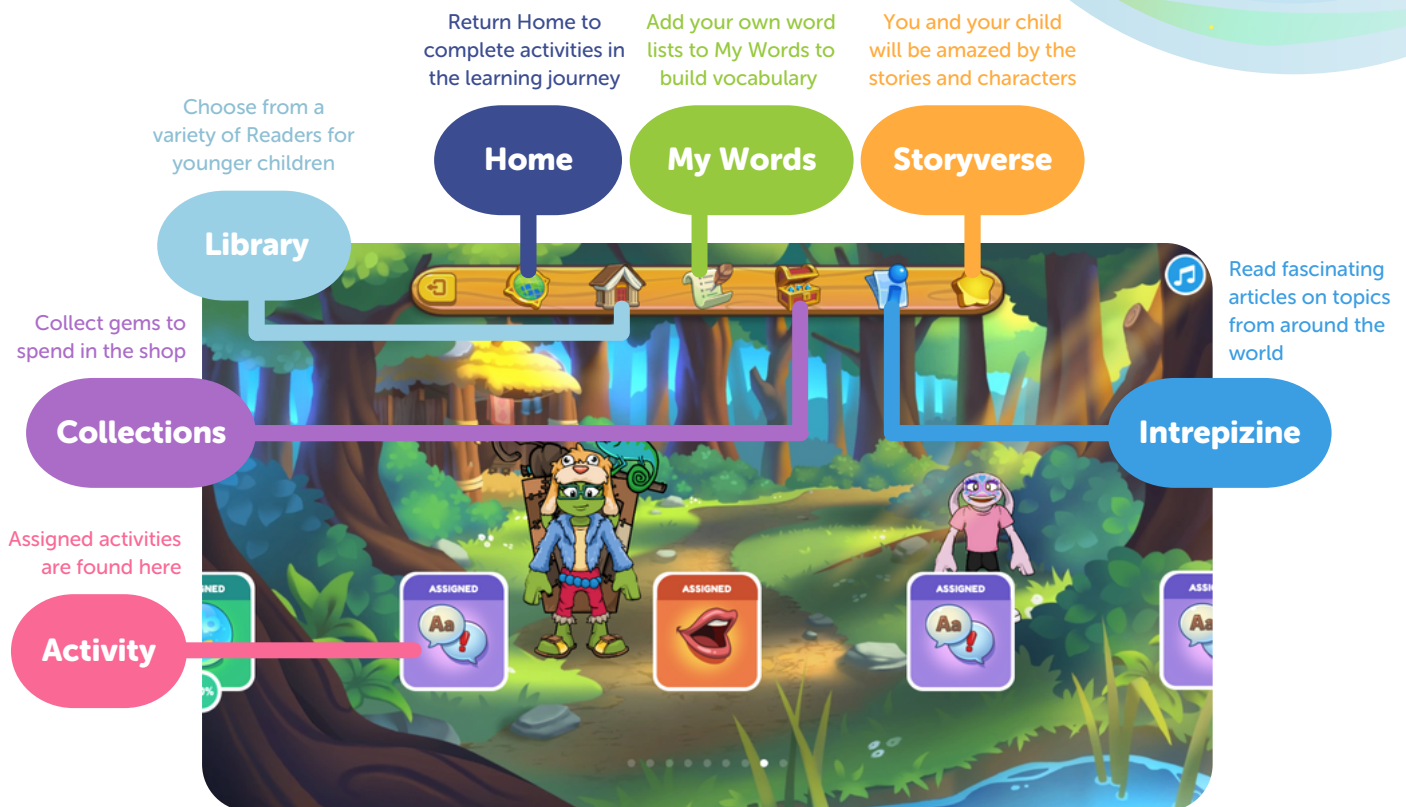 Return Home to
complete activities in
the learning journey
Add your own word
lists to My Words to
build vocabulary
You and your child
will be amazed by the
stories and characters
Choose from a
variety of Readers for
younger children
Home
My Words
Storyverse
Library
Read fascinating
articles on topics
from around the
world
Collect gems to
spend in the shop
Collections
Intrepizine
Assigned activities
are found here
Activity
ASSIGNED
Aa !
ASSIGNED
ASSIGNED
Aa !
Aa